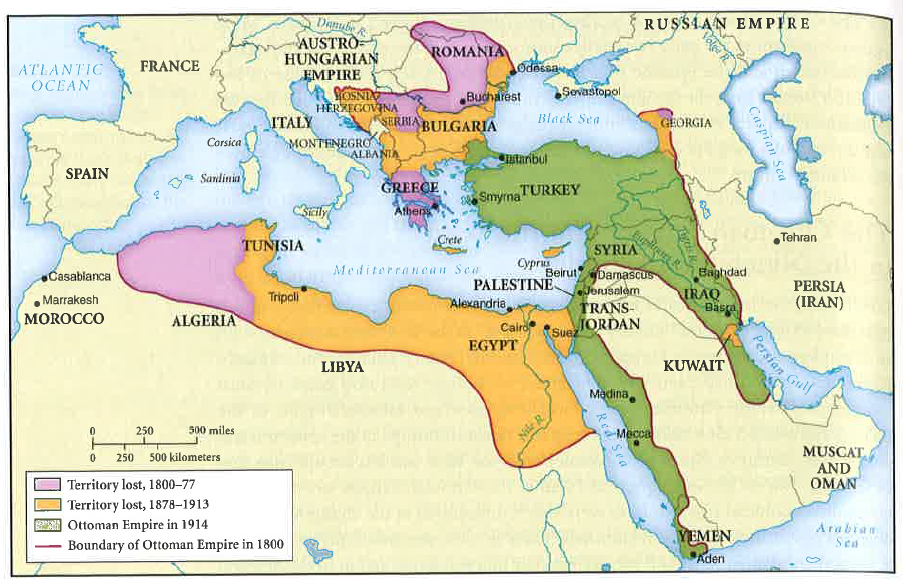 RUSSIAN EMPIRE
Danube R.
Volga R.
AUSTRO-
HUNGARIAN
EMPIRE
ROMANIA
ATLANTIC
OCEAN
FRANCE
Odessa
Sevastopol
Bucharest
BOSNIA
HERZEGOVINA
SERBIA
BULGARIA
Black Sea
GEORGIA
Caspian Sea
ITALY
MONTENEGRO
ALBANIA
Corsica
Istanbul
SPAIN
Sardinia
GREECE
Smyrna
TURKEY
Athens
Sicily
Tehran
TUNISIA
Crete
Cyprus
SYRIA
Euphrates R.
Tigris R.
Mediterranean Sea
Beirut
Damascus
Baghdad
Casablanca
PALESTINE
Jerusalem
IRAQ
PERSIA
(IRAN)
Tripoli
Alexandria
TRANS-
JORDAN
Basra
Marrakesh
MOROCCO
ALGERIA
Cairo
Suez
EGYPT
LIBYA
KUWAIT
Persian Gulf
Medina
Nile R.
Red Sea
Mecca
MUSCAT
AND
OMAN
0 250 500 miles
0 250 500 kilometers
Territory lost, 1800–77
Territory lost, 1878–1913
Ottoman Empire in 1914
Boundary of Ottoman Empire in 1800
YEMEN
Aden
Arabian
Sea